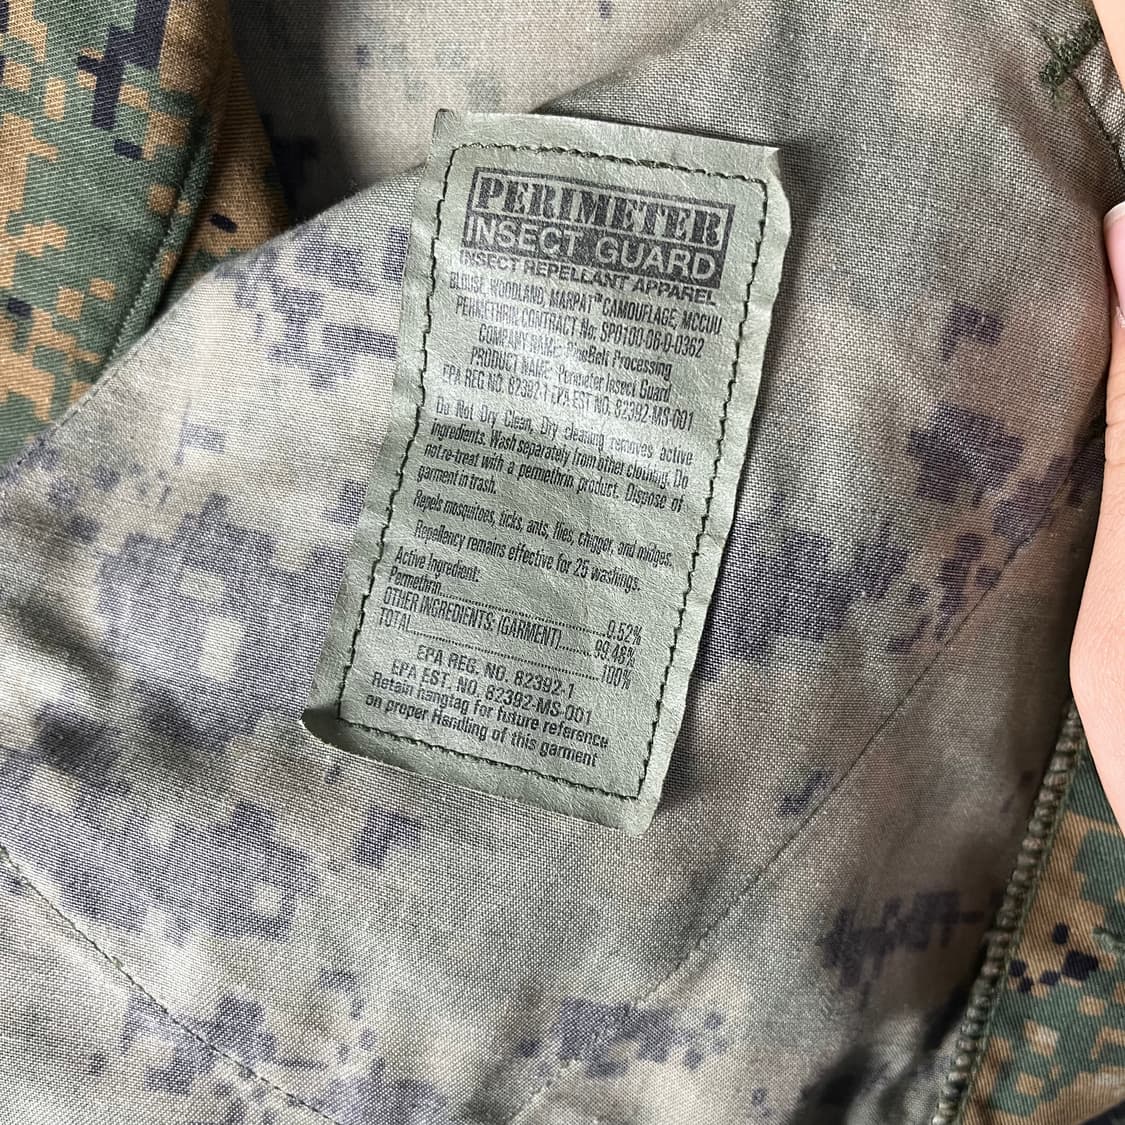 PERIMETER
INSECT GUARD
INSECT REPELLANT APPAREL
BLOUSE, WOODLAND, MARPAT™ CAMOUFLAGE, MCCUU
PERMETHRIN CONTRACT No: SP0100-06-D-0362
COMPANY NAME: PineBelt Processing
PRODUCT NAME: Perimeter Insect Guard
EPA REG NO. 82392-1 EPA EST NO. 82392-MS-001
Do Not Dry Clean, Dry cleaning removes active
ingredients. Wash separately from other clothing. Do
not re-treat with a permethrin product. Dispose of
garment in trash.
Repels mosquitoes, ticks, ants, flies, chigger, and midges.
Repellency remains effective for 25 washings.
Active Ingredient:
Permethrin....................................0.52%
OTHER INGREDIENTS: (GARMENT)......99.48%
TOTAL..........................................100%
EPA REG. NO. 82392-1
EPA EST. NO. 82392-MS-001
Retain hangtag for future reference
on proper Handling of this garment